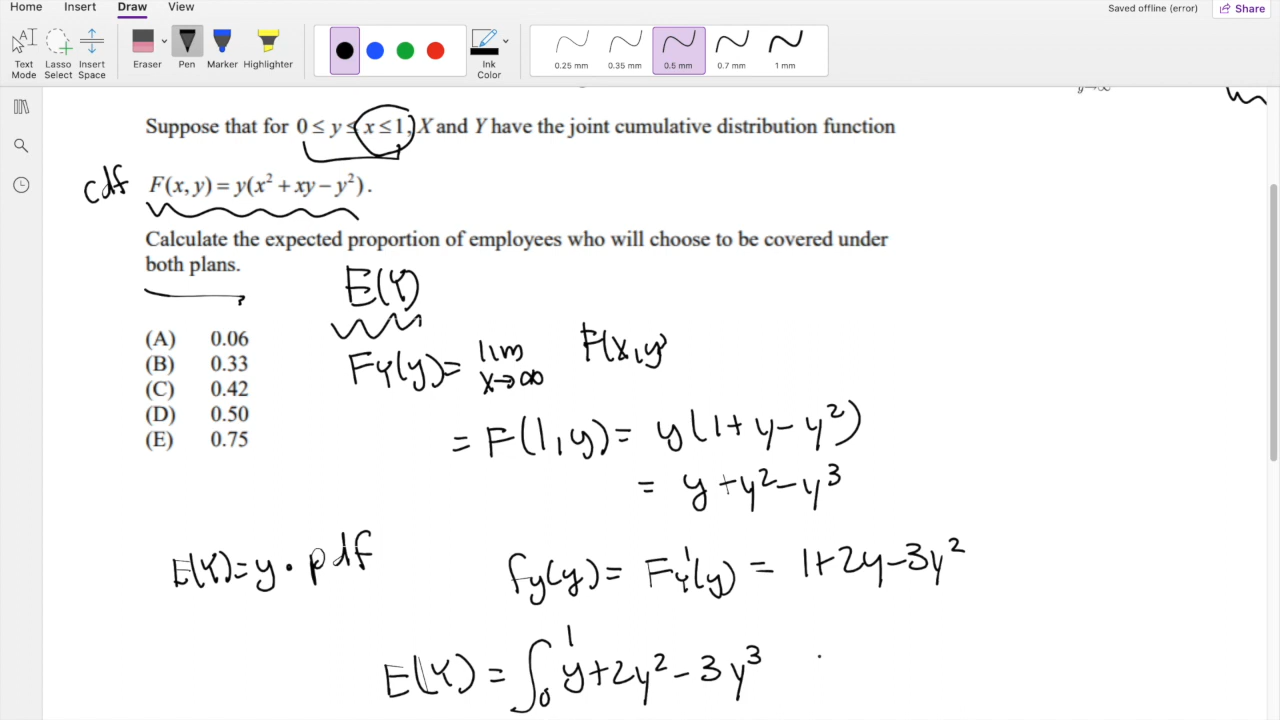 Home Insert Draw View Saved offline (error) Share
Text Mode Lasso Select Insert Space Eraser Pen Marker Highlighter Ink Color 0.25 mm 0.35 mm 0.5 mm 0.7 mm 1 mm
y→∞
Suppose that for 0 ≤ y ≤ x ≤ 1, X and Y have the joint cumulative distribution function
cdf F(x, y) = y(x² + xy − y²).
Calculate the expected proportion of employees who will choose to be covered under
both plans.
E(Y)
(A) 0.06
(B) 0.33
(C) 0.42
(D) 0.50
(E) 0.75
F_Y(y) = lim x→∞ F(x,y)
= F(1,y) = y(1+y−y²)
= y+y²−y³
E(Y)=y · pdf
f_y(y) = F_Y'(y) = 1+2y−3y²
E(Y) = ∫₀¹ y+2y²−3y³